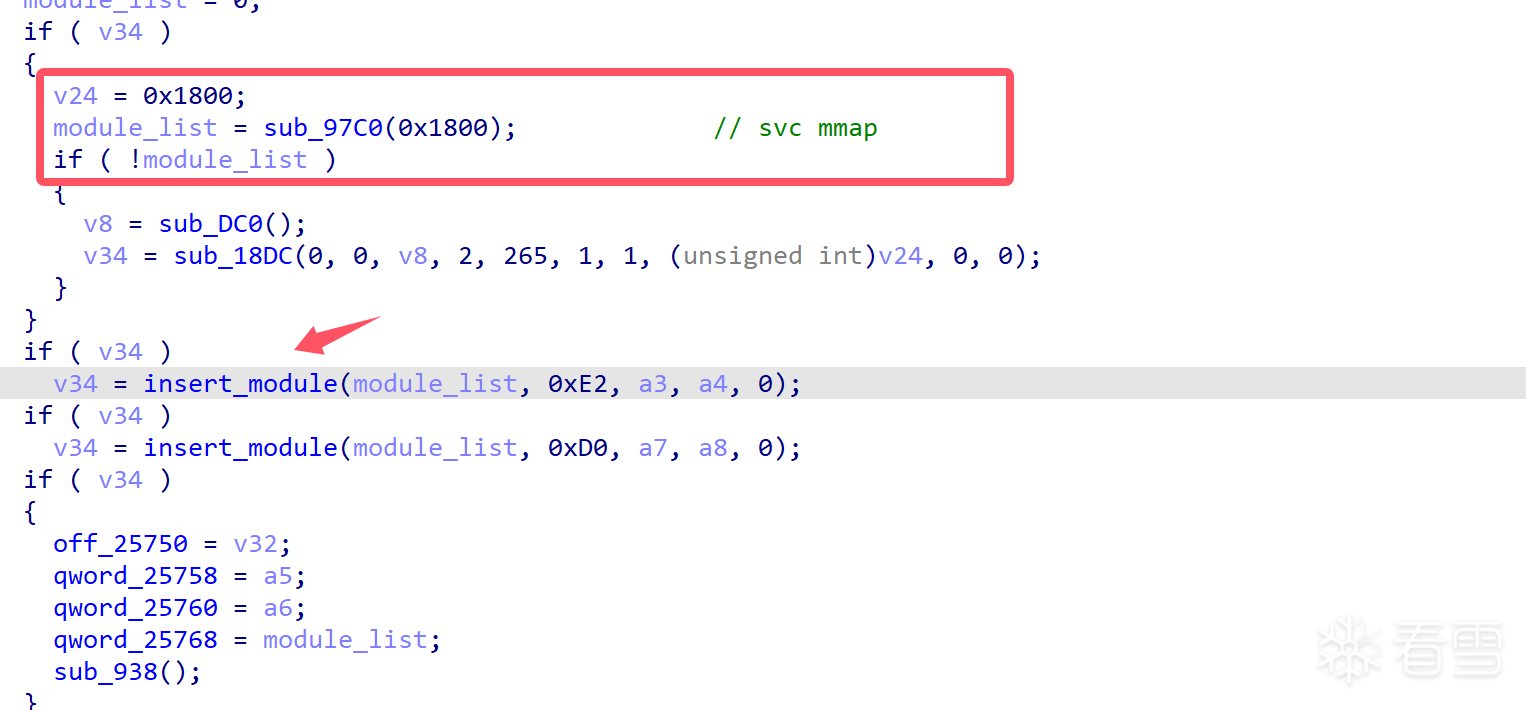 module_list = 0;
if ( v34 )
{
v24 = 0x1800;
module_list = sub_97C0(0x1800); // svc mmap
if ( !module_list )
{
v8 = sub_DC0();
v34 = sub_18DC(0, 0, v8, 2, 265, 1, 1, (unsigned int)v24, 0, 0);
}
}
if ( v34 )
v34 = insert_module(module_list, 0xE2, a3, a4, 0);
if ( v34 )
v34 = insert_module(module_list, 0xD0, a7, a8, 0);
if ( v34 )
{
off_25750 = v32;
qword_25758 = a5;
qword_25760 = a6;
qword_25768 = module_list;
sub_938();
}
看雪